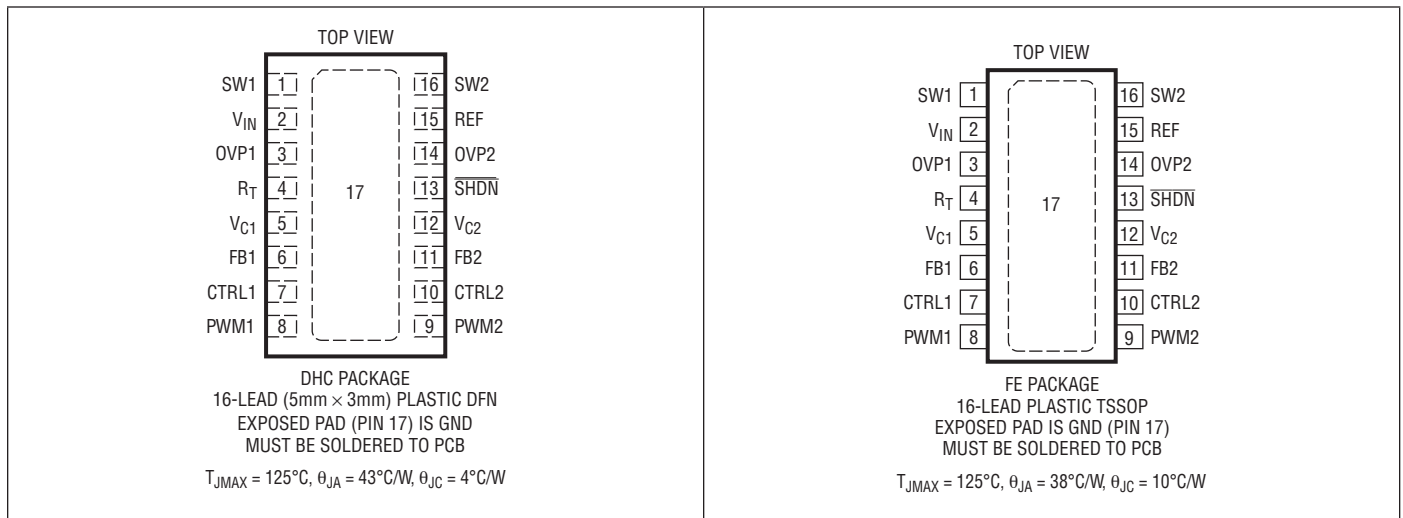 TOP VIEW
SW1 1 16 SW2
VIN 2 15 REF
OVP1 3 14 OVP2
RT 4 13 SHDN
17
VC1 5 12 VC2
FB1 6 11 FB2
CTRL1 7 10 CTRL2
PWM1 8 9 PWM2
DHC PACKAGE
16-LEAD (5mm × 3mm) PLASTIC DFN
EXPOSED PAD (PIN 17) IS GND
MUST BE SOLDERED TO PCB
TJMAX = 125°C, θJA = 43°C/W, θJC = 4°C/W
TOP VIEW
SW1 1 16 SW2
VIN 2 15 REF
OVP1 3 14 OVP2
RT 4 13 SHDN
17
VC1 5 12 VC2
FB1 6 11 FB2
CTRL1 7 10 CTRL2
PWM1 8 9 PWM2
FE PACKAGE
16-LEAD PLASTIC TSSOP
EXPOSED PAD IS GND (PIN 17)
MUST BE SOLDERED TO PCB
TJMAX = 125°C, θJA = 38°C/W, θJC = 10°C/W